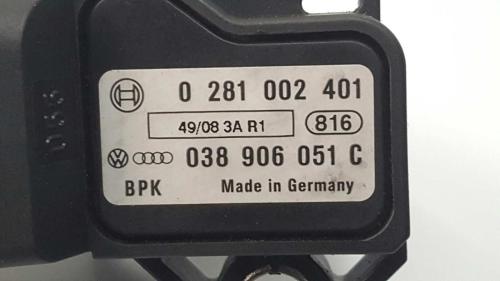 0 281 002 401
49/08 3A R1
816
038 906 051 C
BPK Made in Germany